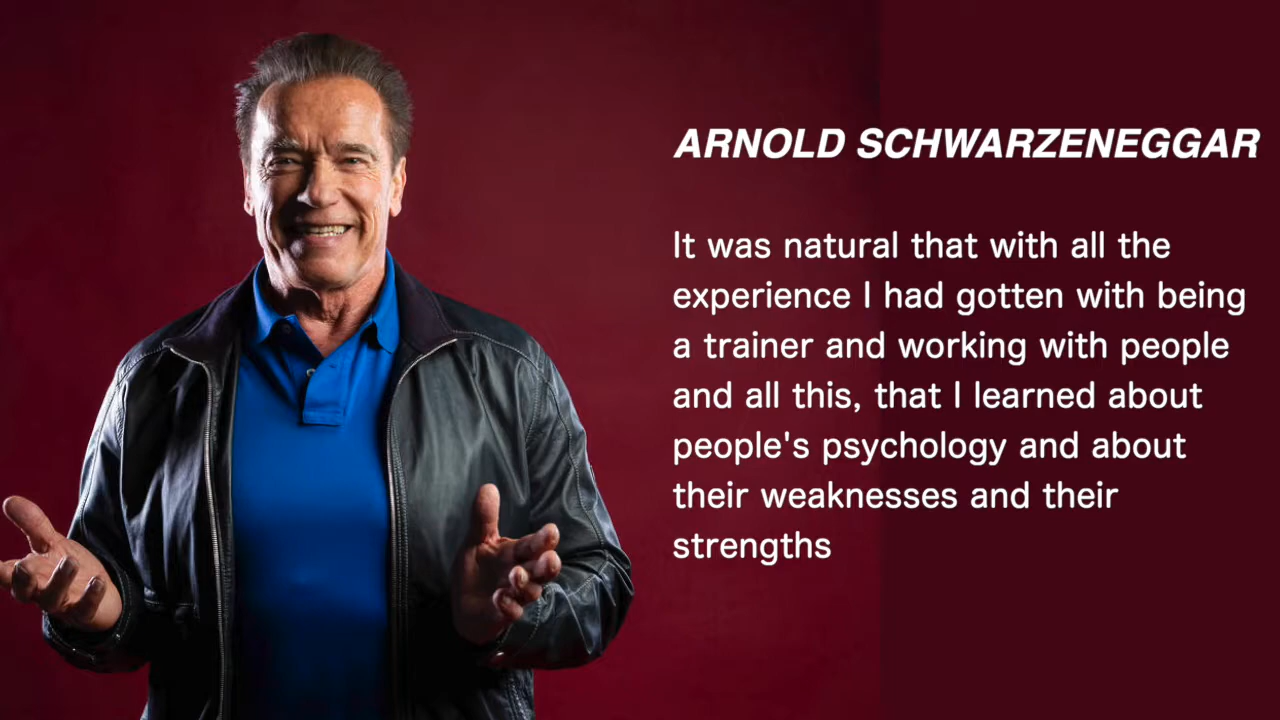 ARNOLD SCHWARZENEGGAR
It was natural that with all the
experience I had gotten with being
a trainer and working with people
and all this, that I learned about
people's psychology and about
their weaknesses and their
strengths